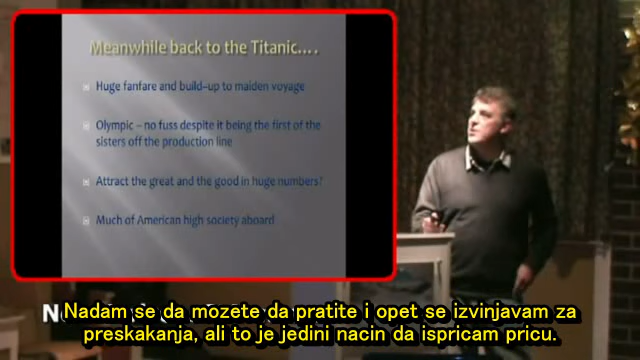 Meanwhile back to the Titanic….
Huge fanfare and build-up to maiden voyage
Olympic – no fuss despite it being the first of the
sisters off the production line
Attract the great and the good in huge numbers?
Much of American high society aboard
Nadam se da mozete da pratite i opet se izvinjavam za
preskakanja, ali to je jedini nacin da ispricam pricu.